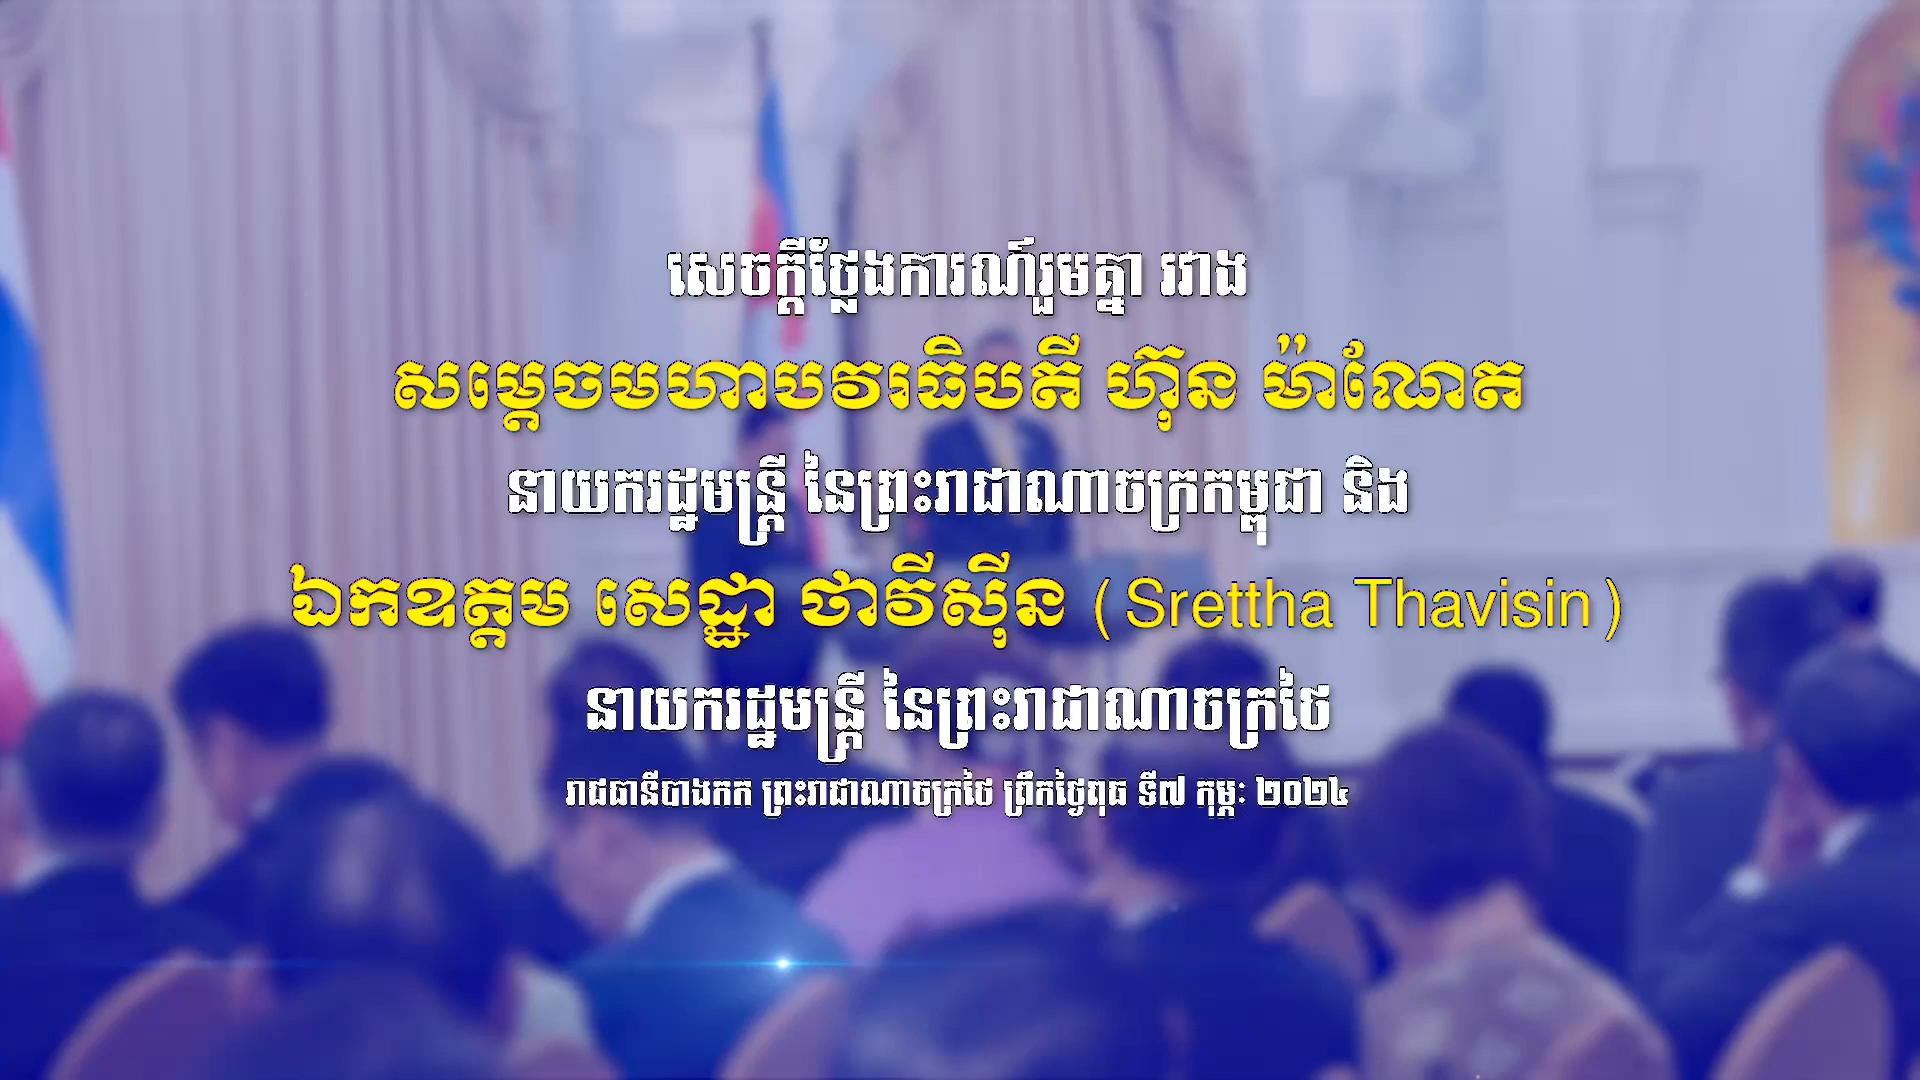 សេចក្តីថ្លែងការណ៍រួមគ្នា រវាង
សម្តេចមហាបវរធិបតី ហ៊ុន ម៉ាណែត
នាយករដ្ឋមន្ត្រី នៃព្រះរាជាណាចក្រកម្ពុជា និង
ឯកឧត្តម សេដ្ឋា ថាវីស៊ីន (Srettha Thavisin)
នាយករដ្ឋមន្ត្រី នៃព្រះរាជាណាចក្រថៃ
រាជធានីបាងកក ព្រះរាជាណាចក្រថៃ ព្រឹកថ្ងៃពុធ ទី៧ កុម្ភៈ ២០២៤